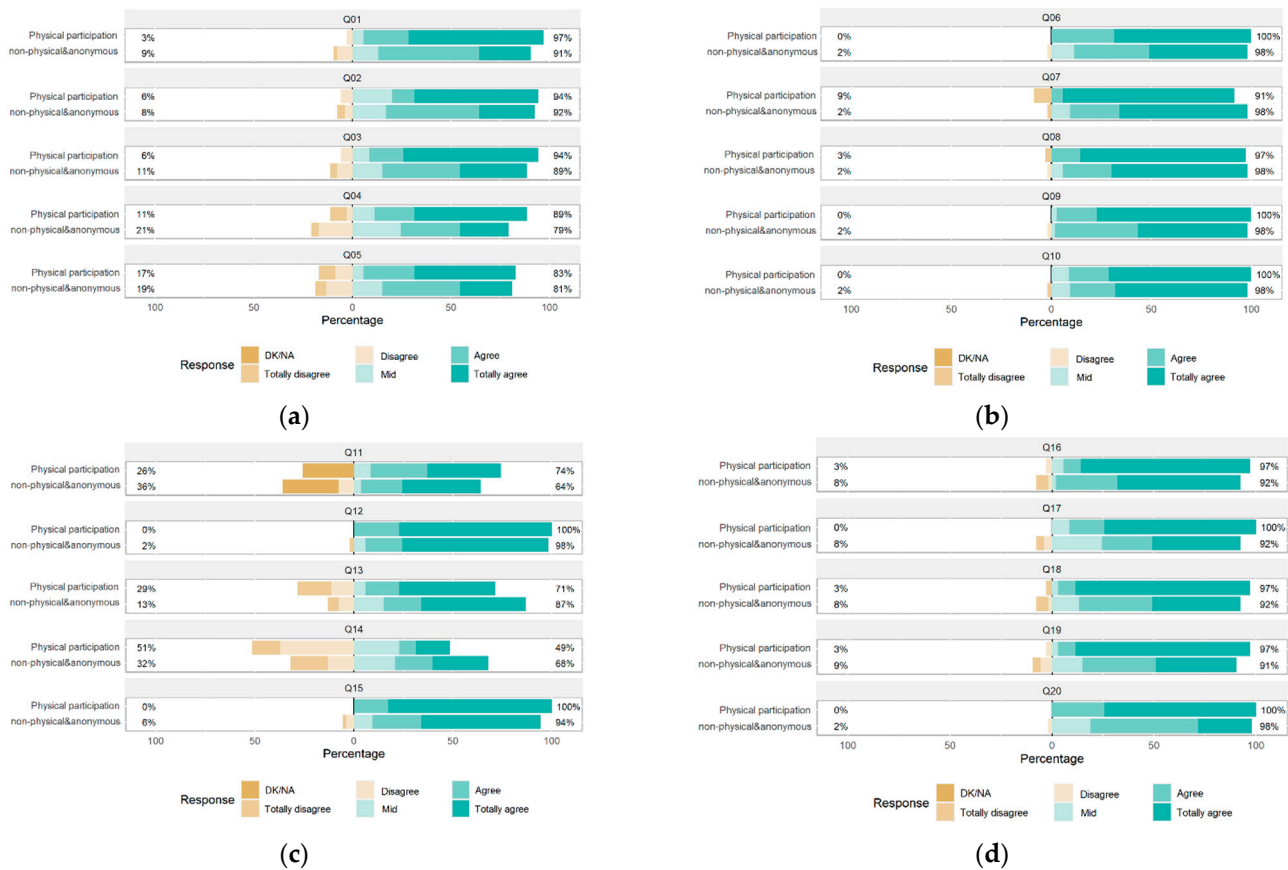 Q01
Physical participation 3% 97%
non-physical&anonymous 9% 91%
Q02
Physical participation 6% 94%
non-physical&anonymous 8% 92%
Q03
Physical participation 6% 94%
non-physical&anonymous 11% 89%
Q04
Physical participation 11% 89%
non-physical&anonymous 21% 79%
Q05
Physical participation 17% 83%
non-physical&anonymous 19% 81%
100 50 0 50 100
Percentage
Response DK/NA Disagree Agree
Totally disagree Mid Totally agree
(a)
Q06
Physical participation 0% 100%
non-physical&anonymous 2% 98%
Q07
Physical participation 9% 91%
non-physical&anonymous 2% 98%
Q08
Physical participation 3% 97%
non-physical&anonymous 2% 98%
Q09
Physical participation 0% 100%
non-physical&anonymous 2% 98%
Q10
Physical participation 0% 100%
non-physical&anonymous 2% 98%
100 50 0 50 100
Percentage
Response DK/NA Disagree Agree
Totally disagree Mid Totally agree
(b)
Q11
Physical participation 26% 74%
non-physical&anonymous 36% 64%
Q12
Physical participation 0% 100%
non-physical&anonymous 2% 98%
Q13
Physical participation 29% 71%
non-physical&anonymous 13% 87%
Q14
Physical participation 51% 49%
non-physical&anonymous 32% 68%
Q15
Physical participation 0% 100%
non-physical&anonymous 6% 94%
100 50 0 50 100
Percentage
Response DK/NA Disagree Agree
Totally disagree Mid Totally agree
(c)
Q16
Physical participation 3% 97%
non-physical&anonymous 8% 92%
Q17
Physical participation 0% 100%
non-physical&anonymous 8% 92%
Q18
Physical participation 3% 97%
non-physical&anonymous 8% 92%
Q19
Physical participation 3% 97%
non-physical&anonymous 9% 91%
Q20
Physical participation 0% 100%
non-physical&anonymous 2% 98%
100 50 0 50 100
Percentage
Response DK/NA Disagree Agree
Totally disagree Mid Totally agree
(d)